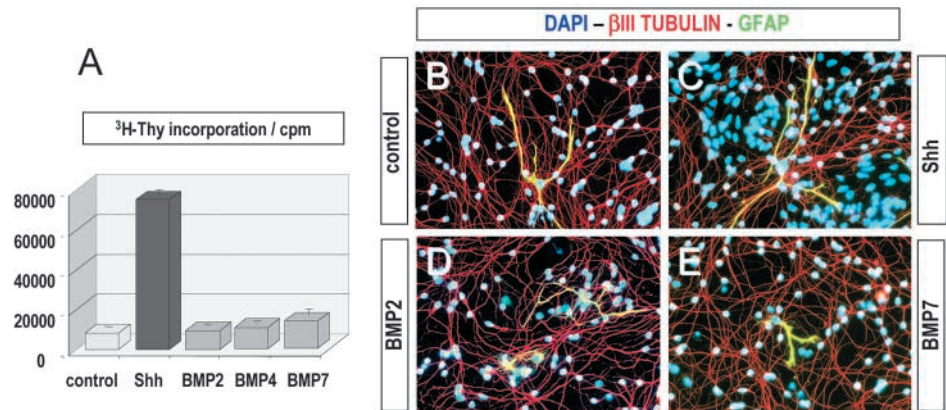 A
³H-Thy incorporation / cpm
80000
60000
40000
20000
0
control Shh BMP2 BMP4 BMP7
DAPI – βIII TUBULIN - GFAP
control
B
C
Shh
BMP2
D
E
BMP7